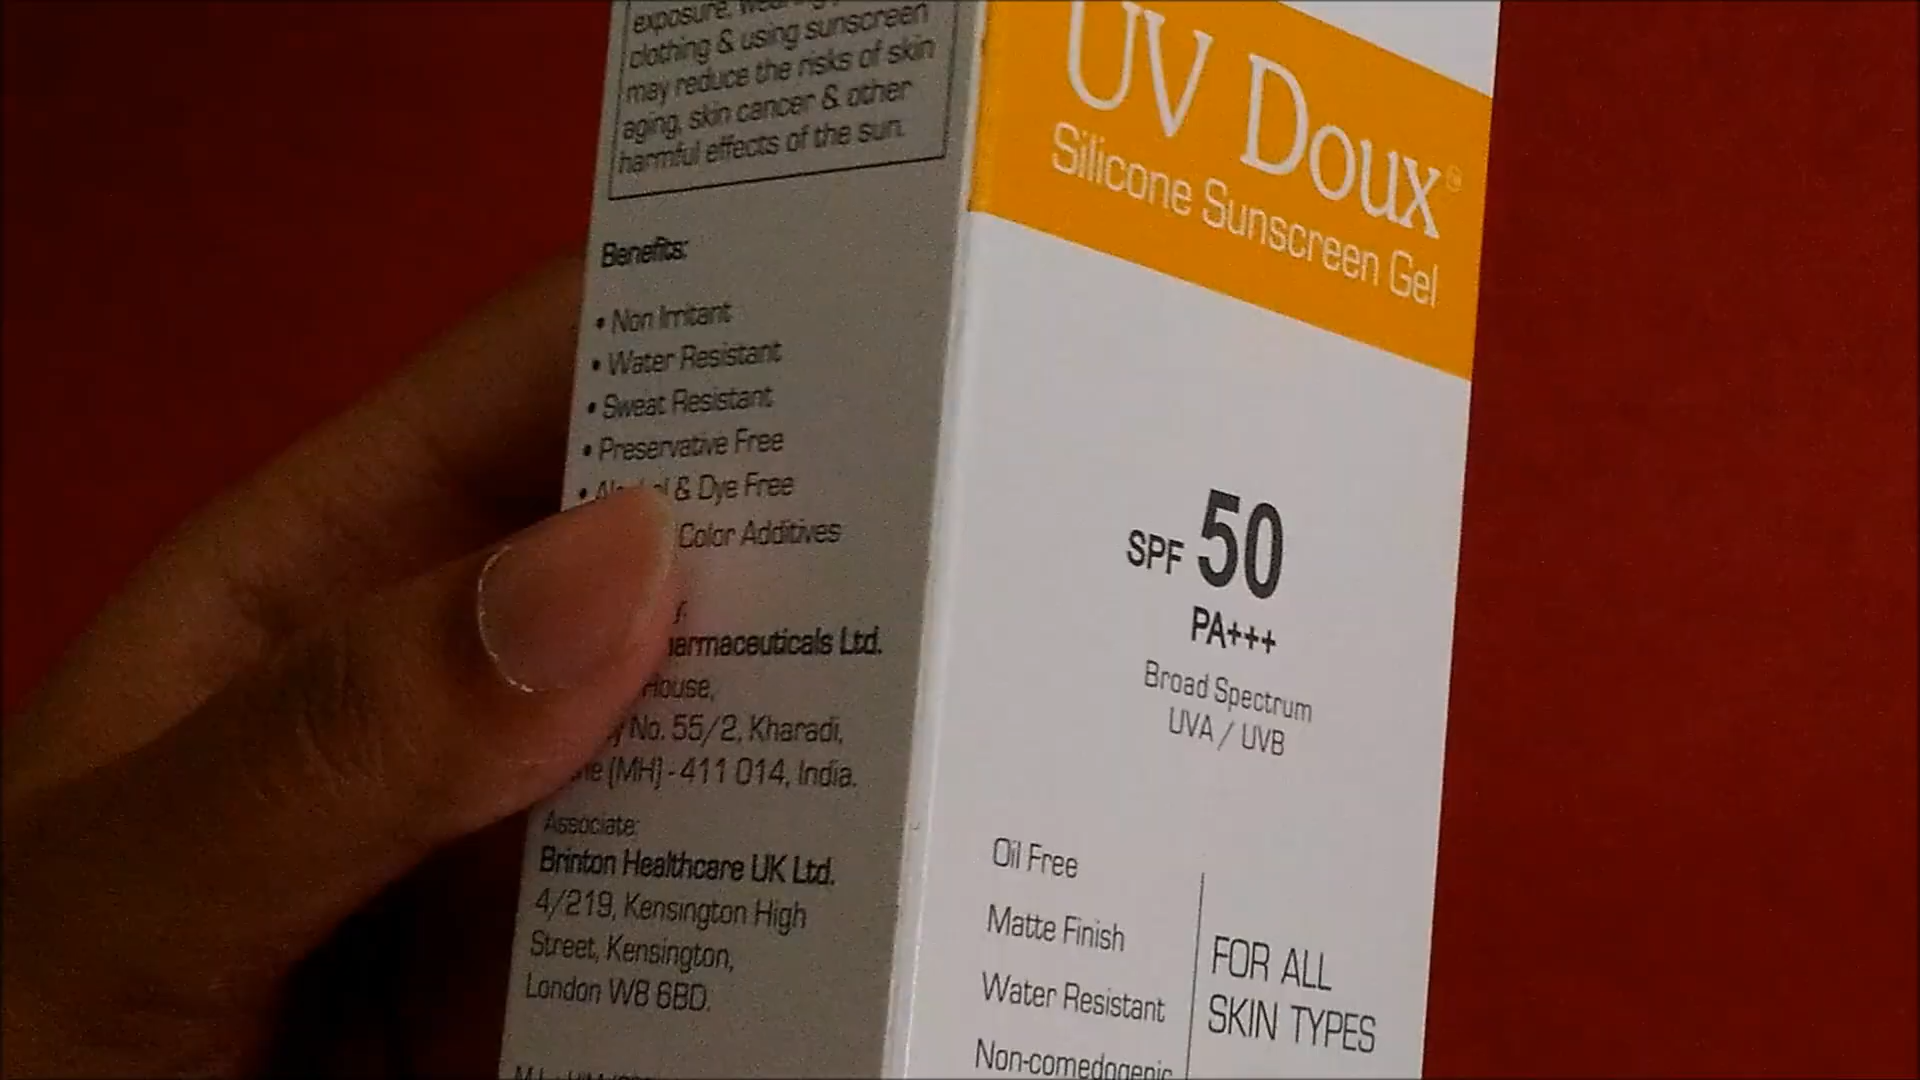 exposure, wearing
clothing & using sunscreen
may reduce the risks of skin
aging, skin cancer & other
harmful effects of the sun.
Benefits:
• Non Irritant
• Water Resistant
• Sweat Resistant
• Preservative Free
• Alcohol & Dye Free
Color Additives
Ltd.
House,
No. 55/2, Kharadi,
(MH) - 411 014, India.
Associate:
Brinton Healthcare UK Ltd.
4/219, Kensington High
Street, Kensington,
London W8 6BD.
UV Doux®
Silicone Sunscreen Gel
SPF 50
PA+++
Broad Spectrum
UVA / UVB
Oil Free
Matte Finish
Water Resistant
Non-comedogenic
FOR ALL
SKIN TYPES